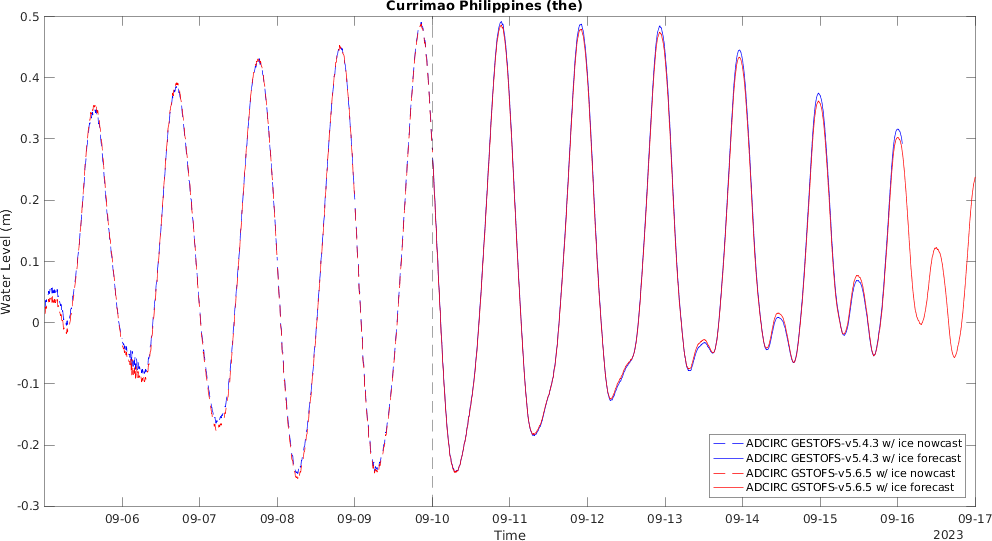 Currimao Philippines (the)
0.5
0.4
0.3
0.2
0.1
0
-0.1
-0.2
-0.3
Water Level (m)
ADCIRC GESTOFS-v5.4.3 w/ ice nowcast
ADCIRC GESTOFS-v5.4.3 w/ ice forecast
ADCIRC GSTOFS-v5.6.5 w/ ice nowcast
ADCIRC GSTOFS-v5.6.5 w/ ice forecast
09-06 09-07 09-08 09-09 09-10 09-11 09-12 09-13 09-14 09-15 09-16 09-17
Time
2023